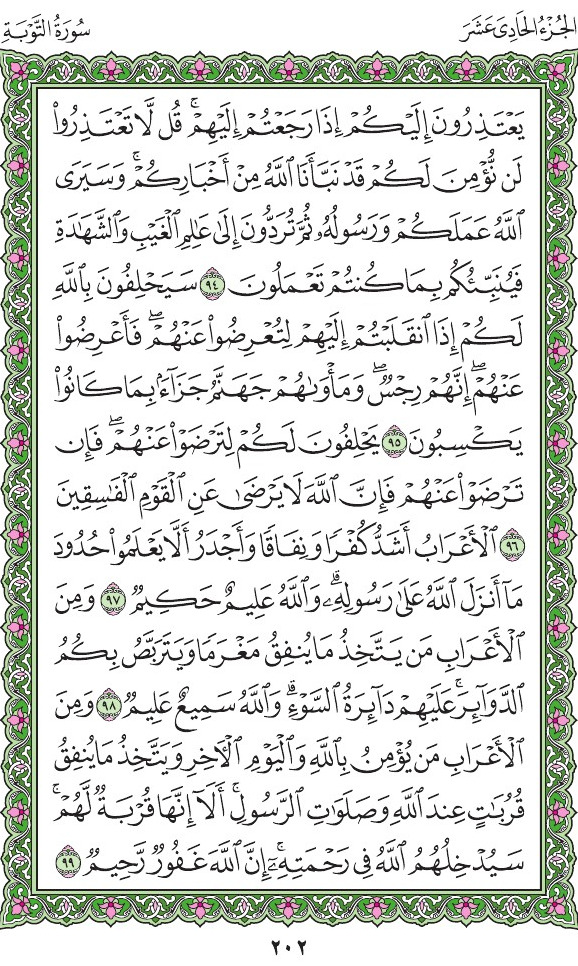 الجُزْءُ الحَادِى عَشَرَ
سُورَةُ التَّوْبَةِ
يَعْتَذِرُونَ إِلَيْكُمْ إِذَا رَجَعْتُمْ إِلَيْهِمْ ۚ قُل لَّا تَعْتَذِرُوا۟
لَن نُّؤْمِنَ لَكُمْ قَدْ نَبَّأَنَا ٱللَّهُ مِنْ أَخْبَارِكُمْ ۚ وَسَيَرَى
ٱللَّهُ عَمَلَكُمْ وَرَسُولُهُۥ ثُمَّ تُرَدُّونَ إِلَىٰ عَٰلِمِ ٱلْغَيْبِ وَٱلشَّهَٰدَةِ
فَيُنَبِّئُكُم بِمَا كُنتُمْ تَعْمَلُونَ ٩٤ سَيَحْلِفُونَ بِٱللَّهِ
لَكُمْ إِذَا ٱنقَلَبْتُمْ إِلَيْهِمْ لِتُعْرِضُوا۟ عَنْهُمْ ۖ فَأَعْرِضُوا۟
عَنْهُمْ ۖ إِنَّهُمْ رِجْسٌ ۖ وَمَأْوَىٰهُمْ جَهَنَّمُ جَزَآءًۢ بِمَا كَانُوا۟
يَكْسِبُونَ ٩٥ يَحْلِفُونَ لَكُمْ لِتَرْضَوْا۟ عَنْهُمْ ۖ فَإِن
تَرْضَوْا۟ عَنْهُمْ فَإِنَّ ٱللَّهَ لَا يَرْضَىٰ عَنِ ٱلْقَوْمِ ٱلْفَٰسِقِينَ
٩٦ ٱلْأَعْرَابُ أَشَدُّ كُفْرًا وَنِفَاقًا وَأَجْدَرُ أَلَّا يَعْلَمُوا۟ حُدُودَ
مَآ أَنزَلَ ٱللَّهُ عَلَىٰ رَسُولِهِۦ ۗ وَٱللَّهُ عَلِيمٌ حَكِيمٌ ٩٧ وَمِنَ
ٱلْأَعْرَابِ مَن يَتَّخِذُ مَا يُنفِقُ مَغْرَمًا وَيَتَرَبَّصُ بِكُمُ
ٱلدَّوَآئِرَ ۚ عَلَيْهِمْ دَآئِرَةُ ٱلسَّوْءِ ۗ وَٱللَّهُ سَمِيعٌ عَلِيمٌ ٩٨ وَمِنَ
ٱلْأَعْرَابِ مَن يُؤْمِنُ بِٱللَّهِ وَٱلْيَوْمِ ٱلْءَاخِرِ وَيَتَّخِذُ مَا يُنفِقُ
قُرُبَٰتٍ عِندَ ٱللَّهِ وَصَلَوَٰتِ ٱلرَّسُولِ ۚ أَلَآ إِنَّهَا قُرْبَةٌ لَّهُمْ ۚ
سَيُدْخِلُهُمُ ٱللَّهُ فِى رَحْمَتِهِۦٓ ۗ إِنَّ ٱللَّهَ غَفُورٌ رَّحِيمٌ ٩٩
٢٠٢